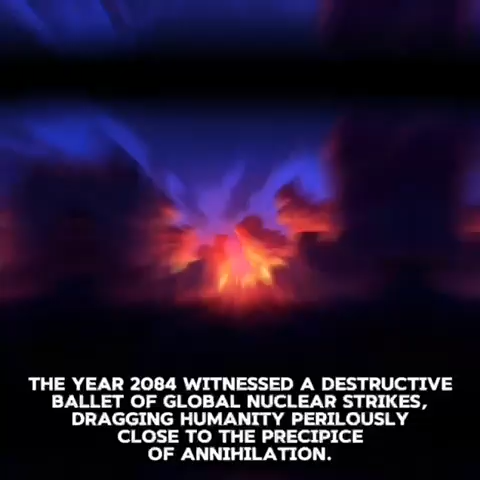 THE YEAR 2084 WITNESSED A DESTRUCTIVE
BALLET OF GLOBAL NUCLEAR STRIKES,
DRAGGING HUMANITY PERILOUSLY
CLOSE TO THE PRECIPICE
OF ANNIHILATION.